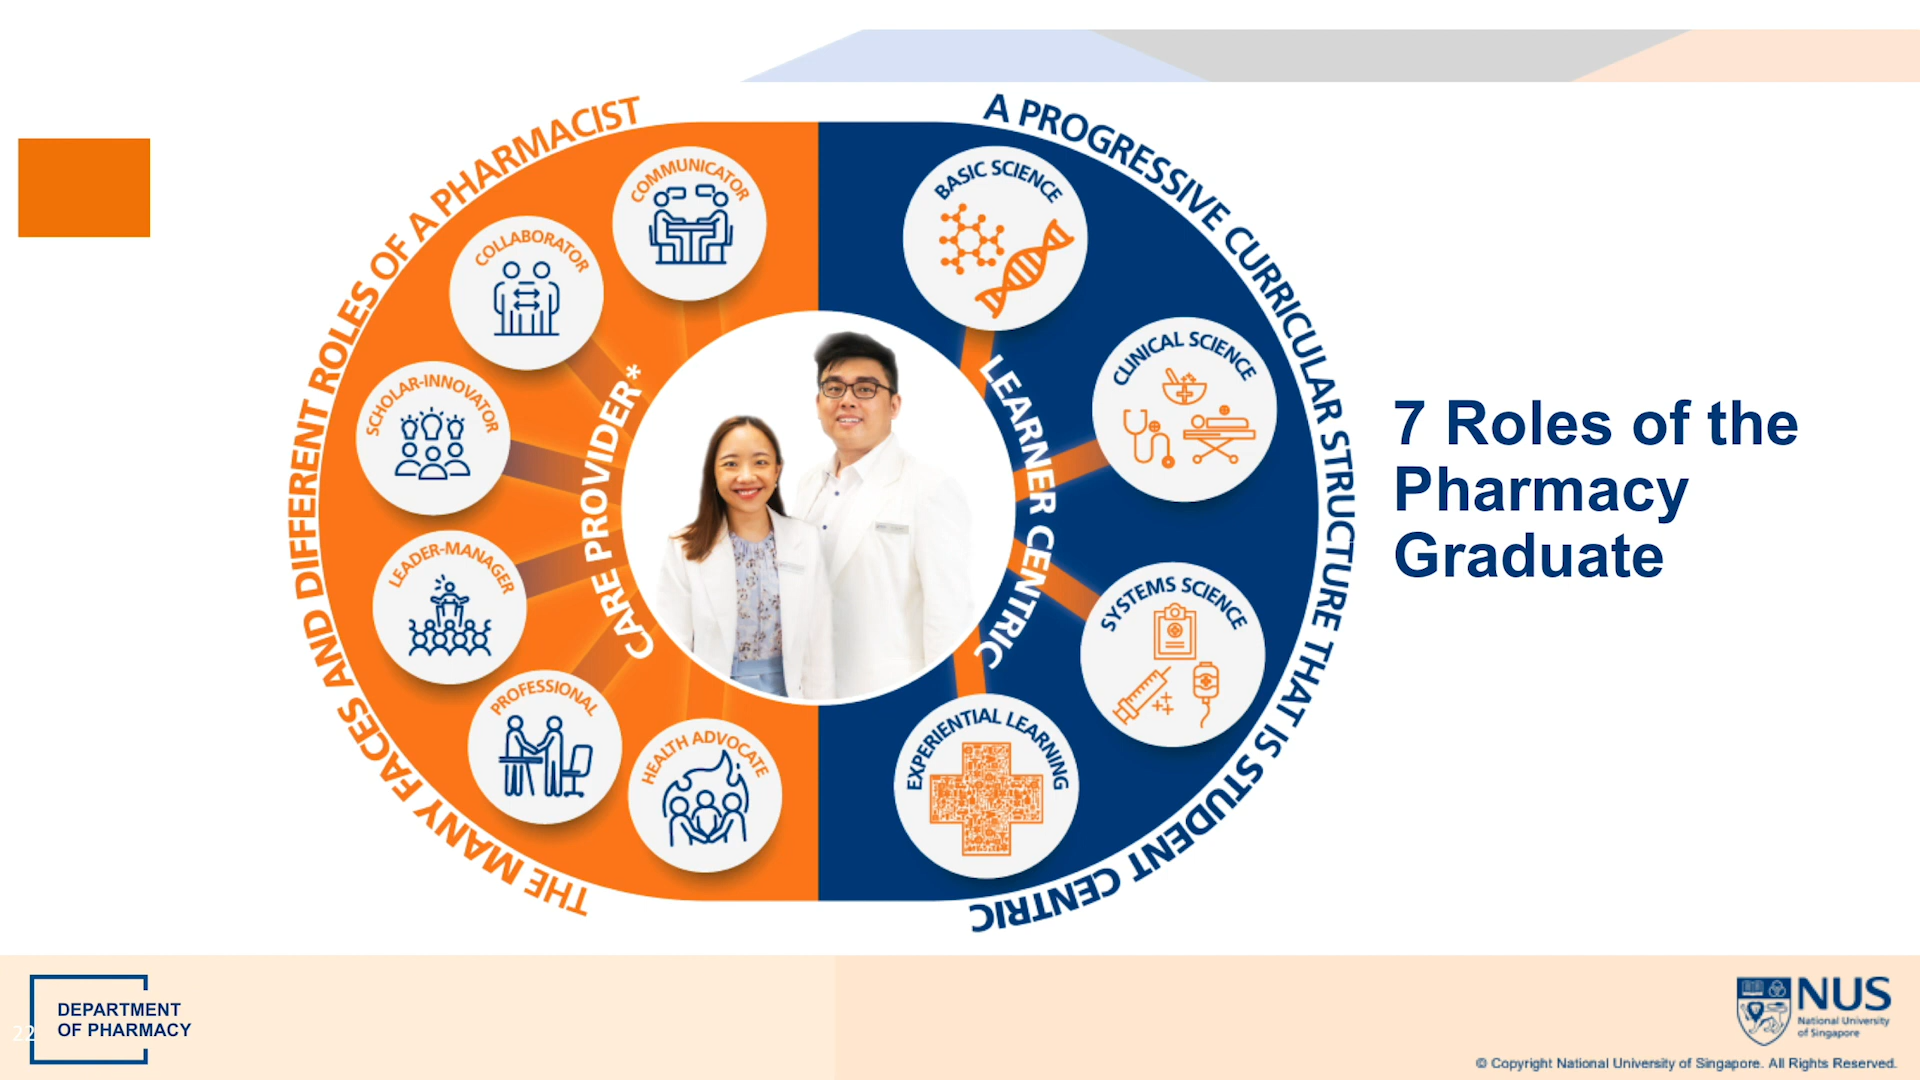 THE MANY FACES AND DIFFERENT ROLES OF A PHARMACIST
A PROGRESSIVE CURRICULAR STRUCTURE THAT IS STUDENT CENTRIC
COMMUNICATOR
COLLABORATOR
SCHOLAR-INNOVATOR
LEADER-MANAGER
PROFESSIONAL
HEALTH ADVOCATE
CARE PROVIDER*
LEARNER CENTRIC
BASIC SCIENCE
CLINICAL SCIENCE
SYSTEMS SCIENCE
EXPERIENTIAL LEARNING
7 Roles of the
Pharmacy
Graduate
22
DEPARTMENT
OF PHARMACY
NUS
National University
of Singapore
© Copyright National University of Singapore. All Rights Reserved.